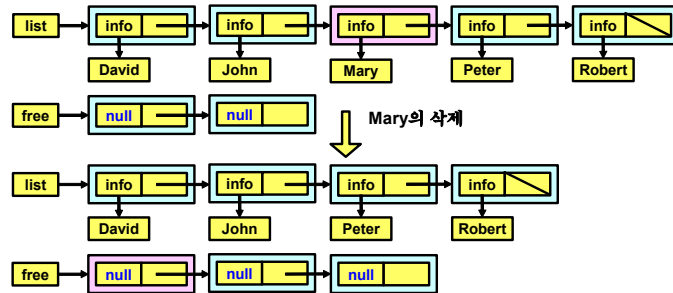 list info info info info info
David John Mary Peter Robert
free null null
Mary의 삭제
list info info info info
David John Peter Robert
free null null null